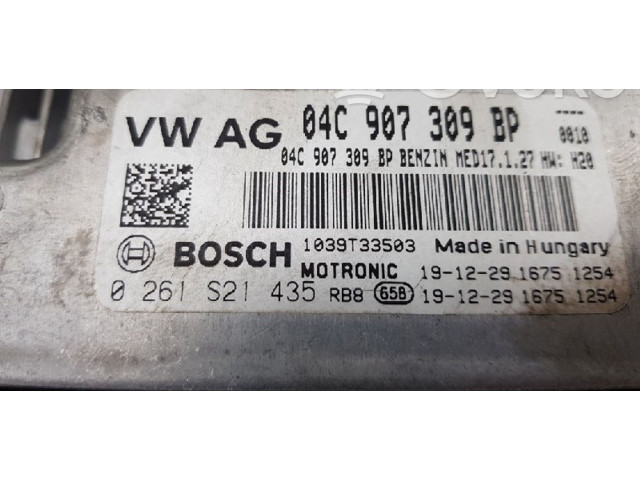 VW AG 04C 907 309 BP ----
0010
04C 907 309 BP BENZIN MED17.1.27 HW: H20
BOSCH 1039T33503 Made in Hungary
MOTRONIC 19-12-29 1675 1254
0 261 S21 435 RB8 65B 19-12-29 1675 1254